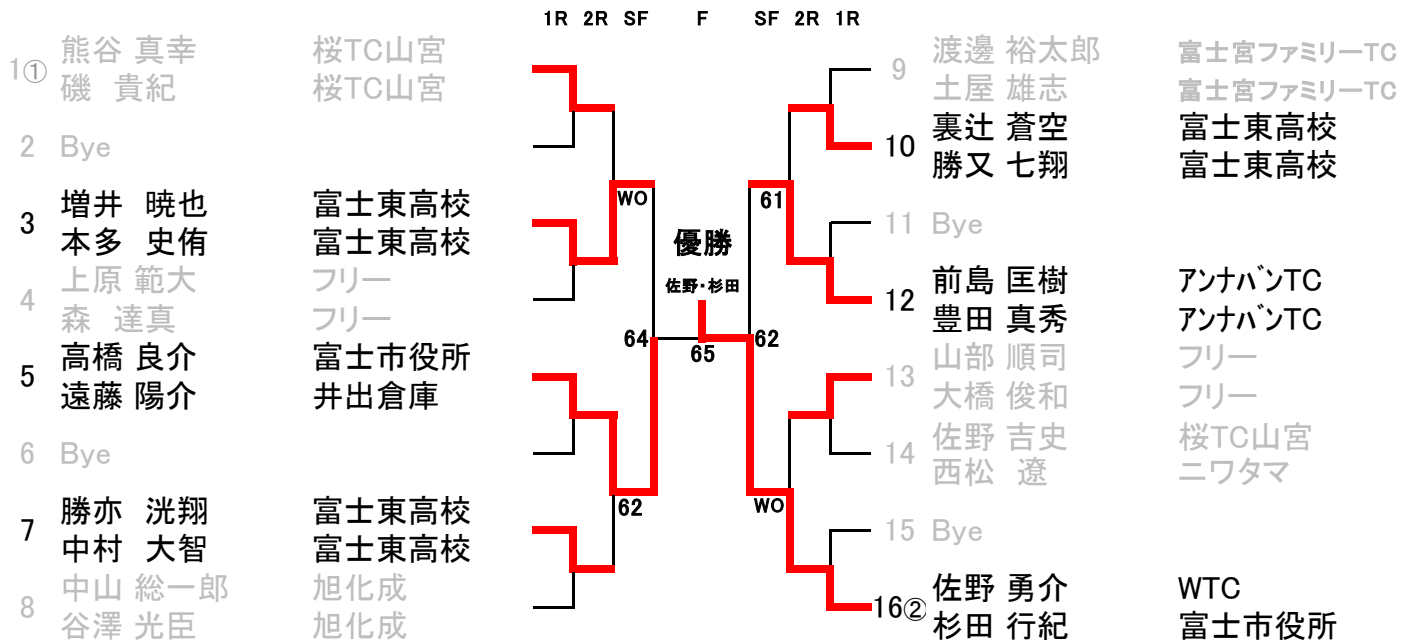 1R 2R SF F SF 2R 1R
1① 熊谷 真幸 桜TC山宮
磯 貴紀 桜TC山宮
2 Bye
3 増井 暁也 富士東高校
本多 史侑 富士東高校
4 上原 範大 フリー
森 達真 フリー
5 高橋 良介 富士市役所
遠藤 陽介 井出倉庫
6 Bye
7 勝亦 洸翔 富士東高校
中村 大智 富士東高校
8 中山 総一郎 旭化成
谷澤 光臣 旭化成
WO
62
64
優勝
佐野・杉田
65
62
61
WO
9 渡邊 裕太郎 富士宮ファミリーTC
土屋 雄志 富士宮ファミリーTC
10 裏辻 蒼空 富士東高校
勝又 七翔 富士東高校
11 Bye
12 前島 匡樹 アンナバンTC
豊田 真秀 アンナバンTC
13 山部 順司 フリー
大橋 俊和 フリー
14 佐野 吉史 桜TC山宮
西松 遼 ニワタマ
15 Bye
16② 佐野 勇介 WTC
杉田 行紀 富士市役所